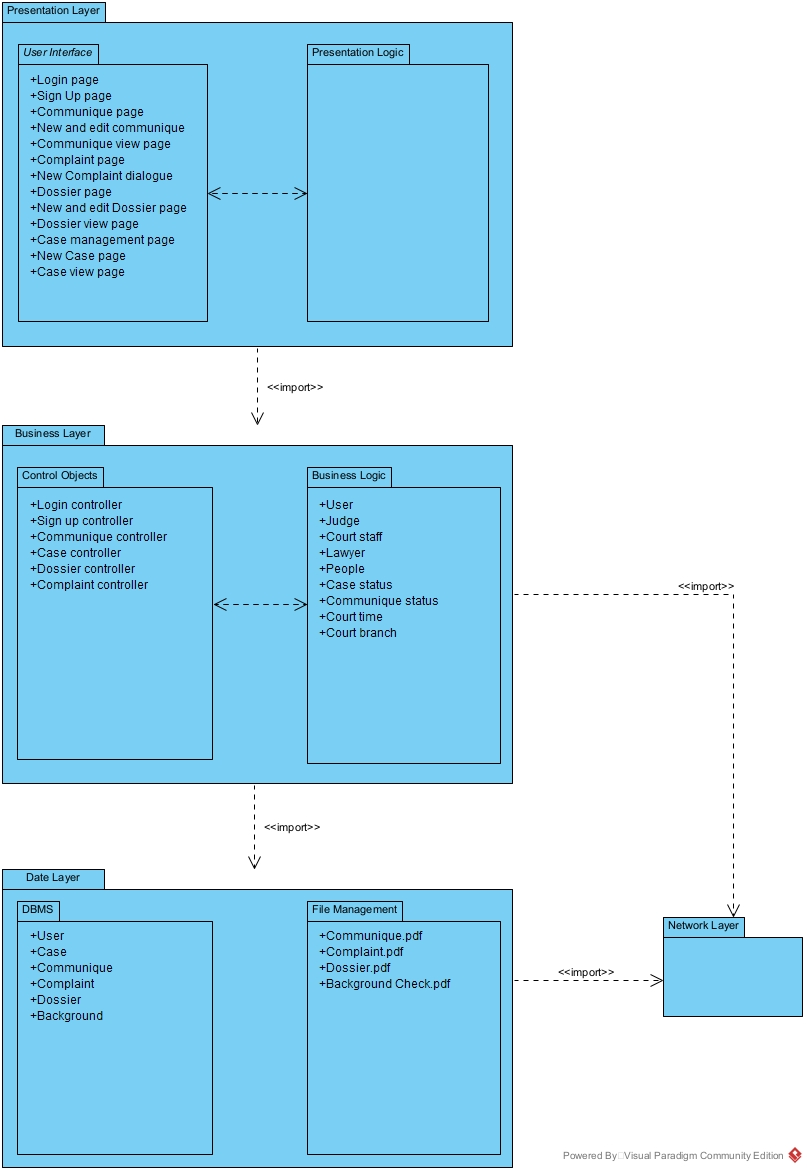 Presentation Layer
User Interface
+Login page
+Sign Up page
+Communique page
+New and edit communique
+Communique view page
+Complaint page
+New Complaint dialogue
+Dossier page
+New and edit Dossier page
+Dossier view page
+Case management page
+New Case page
+Case view page
Presentation Logic
<<import>>
Business Layer
Control Objects
+Login controller
+Sign up controller
+Communique controller
+Case controller
+Dossier controller
+Complaint controller
Business Logic
+User
+Judge
+Court staff
+Lawyer
+People
+Case status
+Communique status
+Court time
+Court branch
<<import>>
<<import>>
Date Layer
DBMS
+User
+Case
+Communique
+Complaint
+Dossier
+Background
File Management
+Communique.pdf
+Complaint.pdf
+Dossier.pdf
+Background Check.pdf
<<import>>
Network Layer
Powered By Visual Paradigm Community Edition